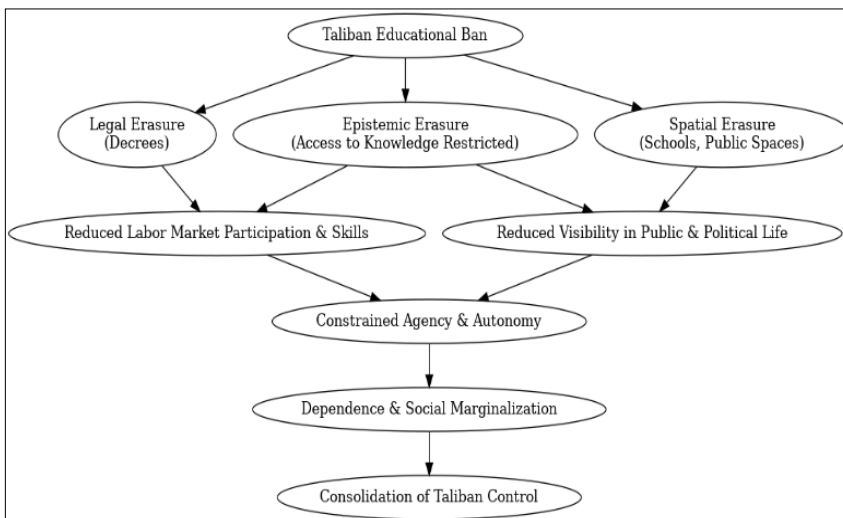 Taliban Educational Ban
Legal Erasure
(Decrees)
Epistemic Erasure
(Access to Knowledge Restricted)
Spatial Erasure
(Schools, Public Spaces)
Reduced Labor Market Participation & Skills
Reduced Visibility in Public & Political Life
Constrained Agency & Autonomy
Dependence & Social Marginalization
Consolidation of Taliban Control